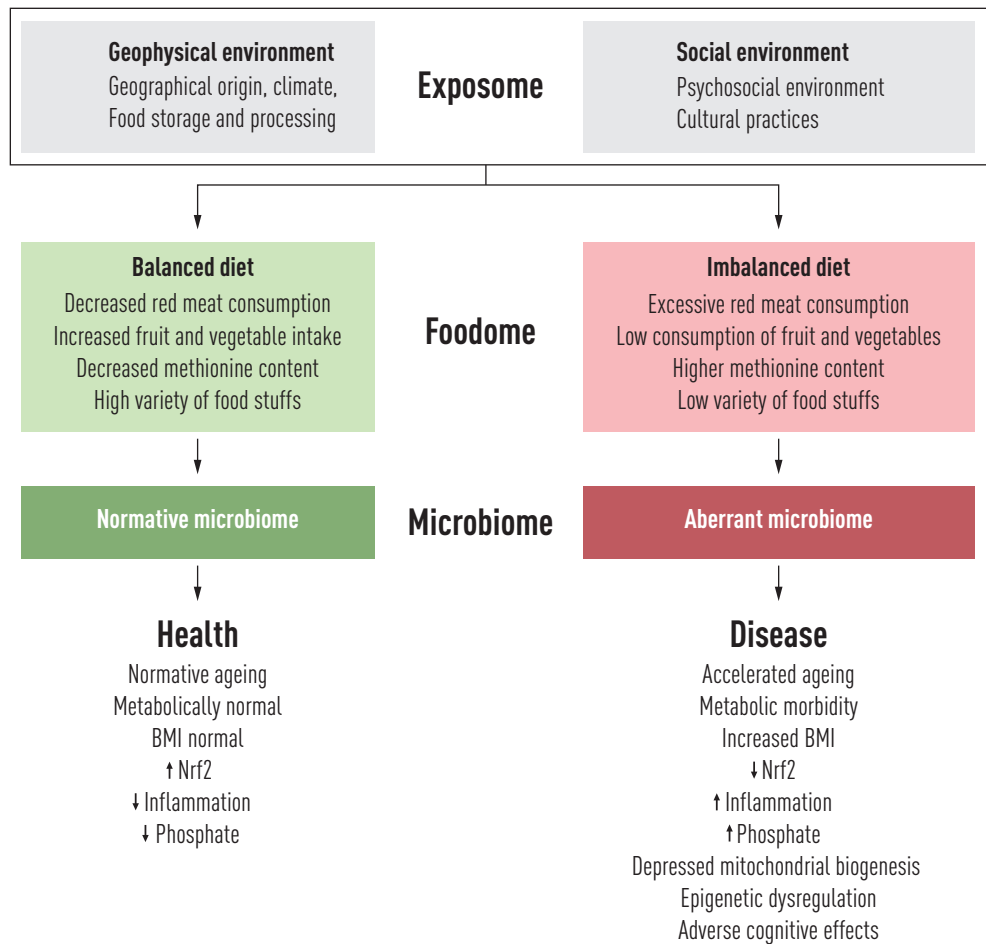 Geophysical environment
Geographical origin, climate,
Food storage and processing
Exposome
Social environment
Psychosocial environment
Cultural practices
Balanced diet
Decreased red meat consumption
Increased fruit and vegetable intake
Decreased methionine content
High variety of food stuffs
Foodome
Imbalanced diet
Excessive red meat consumption
Low consumption of fruit and vegetables
Higher methionine content
Low variety of food stuffs
Normative microbiome
Microbiome
Aberrant microbiome
Health
Normative ageing
Metabolically normal
BMI normal
↑ Nrf2
↓ Inflammation
↓ Phosphate
Disease
Accelerated ageing
Metabolic morbidity
Increased BMI
↓ Nrf2
↑ Inflammation
↑ Phosphate
Depressed mitochondrial biogenesis
Epigenetic dysregulation
Adverse cognitive effects